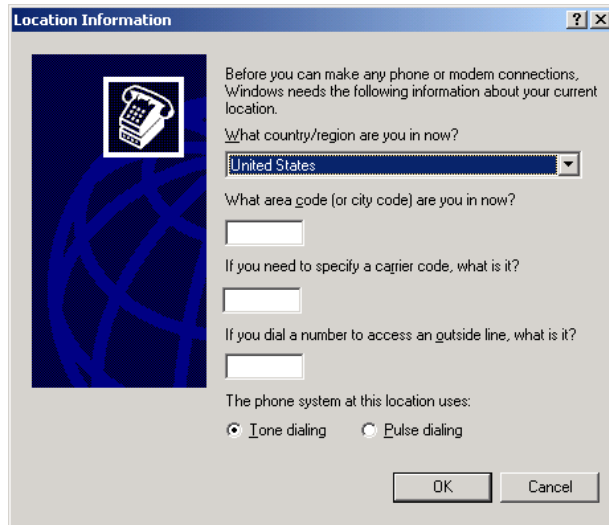 Location Information
Before you can make any phone or modem connections,
Windows needs the following information about your current
location.
What country/region are you in now?
United States
What area code (or city code) are you in now?
If you need to specify a carrier code, what is it?
If you dial a number to access an outside line, what is it?
The phone system at this location uses:
Tone dialing Pulse dialing
OK Cancel